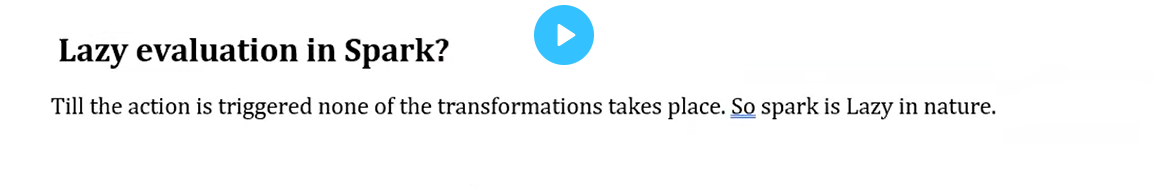 Lazy evaluation in Spark?
Till the action is triggered none of the transformations takes place. So spark is Lazy in nature.